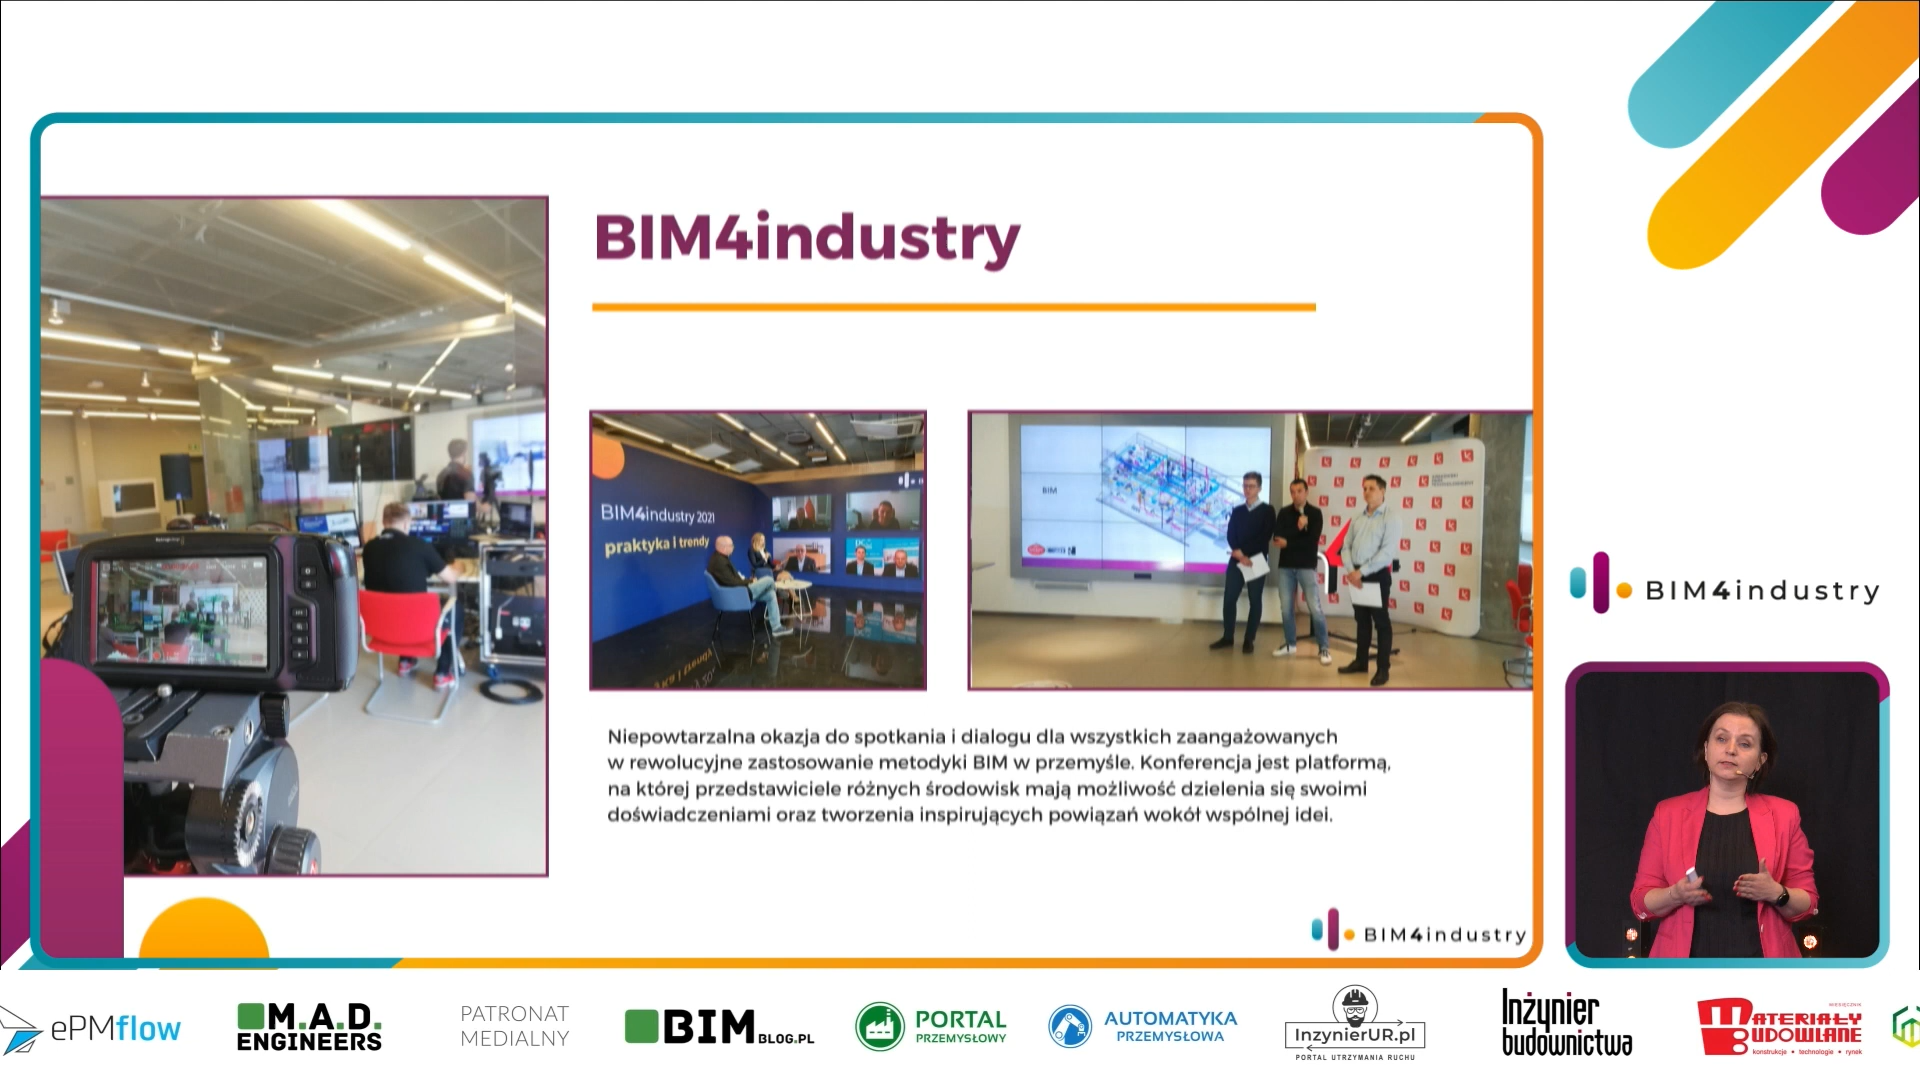 BIM4industry
BIM4industry 2021
praktyka i trendy
BIM
Niepowtarzalna okazja do spotkania i dialogu dla wszystkich zaangażowanych
w rewolucyjne zastosowanie metodyki BIM w przemyśle. Konferencja jest platformą,
na której przedstawiciele różnych środowisk mają możliwość dzielenia się swoimi
doświadczeniami oraz tworzenia inspirujących powiązań wokół wspólnej idei.
BIM4industry
BIM4industry
ePMflow
M.A.D.
ENGINEERS
PATRONAT
MEDIALNY
BIMBLOG.PL
PORTAL
PRZEMYSŁOWY
AUTOMATYKA
PRZEMYSŁOWA
InzynierUR.pl
PORTAL UTRZYMANIA RUCHU
Inżynier
budownictwa
MIESIĘCZNIK
MATERIAŁY
BUDOWLANE
konstrukcje • technologie • rynek